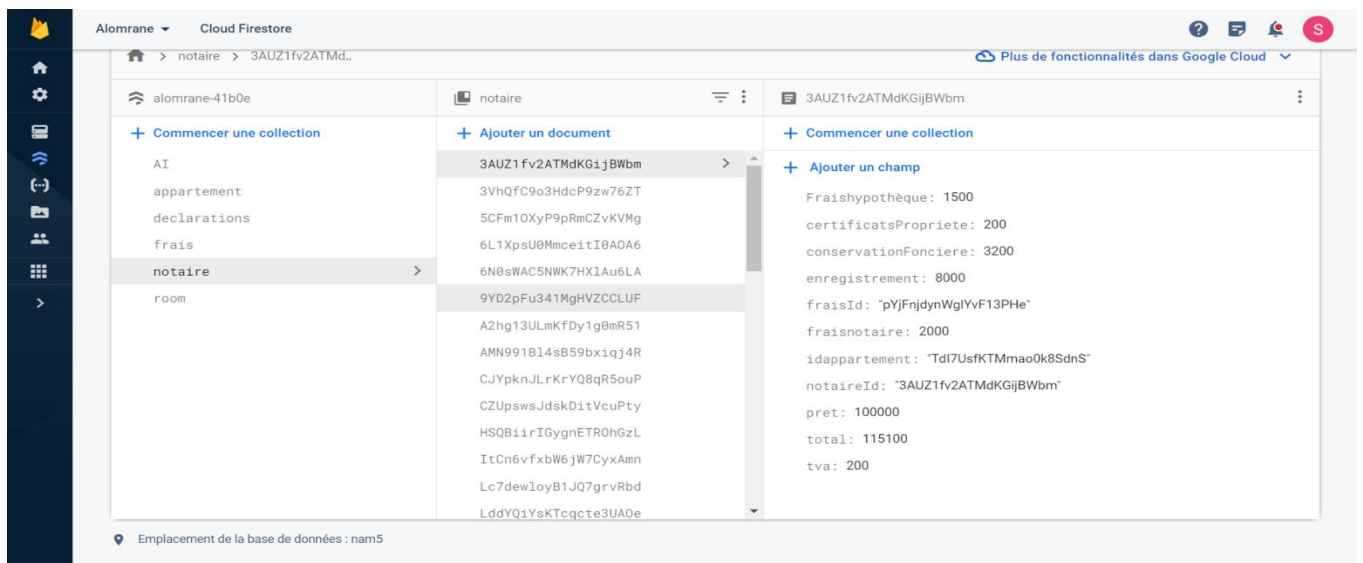 Alomrane Cloud Firestore
S
> notaire > 3AUZ1fv2ATMd..
Plus de fonctionnalités dans Google Cloud
alomrane-41b0e
notaire
3AUZ1fv2ATMdKGijBWbm
+ Commencer une collection
+ Ajouter un document
+ Commencer une collection
AI
appartement
declarations
frais
notaire >
room
3AUZ1fv2ATMdKGijBWbm >
3VhQfC9o3HdcP9zw76ZT
5CFm1OXyP9pRmCZvKVMg
6L1XpsU0MmceitI0AOA6
6N0sWAC5NWK7HXlAu6LA
9YD2pFu341MgHVZCCLUF
A2hg13ULmKfDy1g0mR51
AMN991Bl4sB59bxiqj4R
CJYpknJLrKrYQ8qR5ouP
CZUpswsJdskDitVcuPty
HSQBiirIGygnETROhGzL
ItCn6vfxbW6jW7CyxAmn
Lc7dewloyB1JQ7grvRbd
LddYQiYsKTcqcte3UAOe
+ Ajouter un champ
Fraishypothèque: 1500
certificatsPropriete: 200
conservationFonciere: 3200
enregistrement: 8000
fraisId: "pYjFnjdynWglYvF13PHe"
fraisnotaire: 2000
idappartement: "TdI7UsfKTMmao0k8SdnS"
notaireId: "3AUZ1fv2ATMdKGijBWbm"
pret: 100000
total: 115100
tva: 200
Emplacement de la base de données : nam5